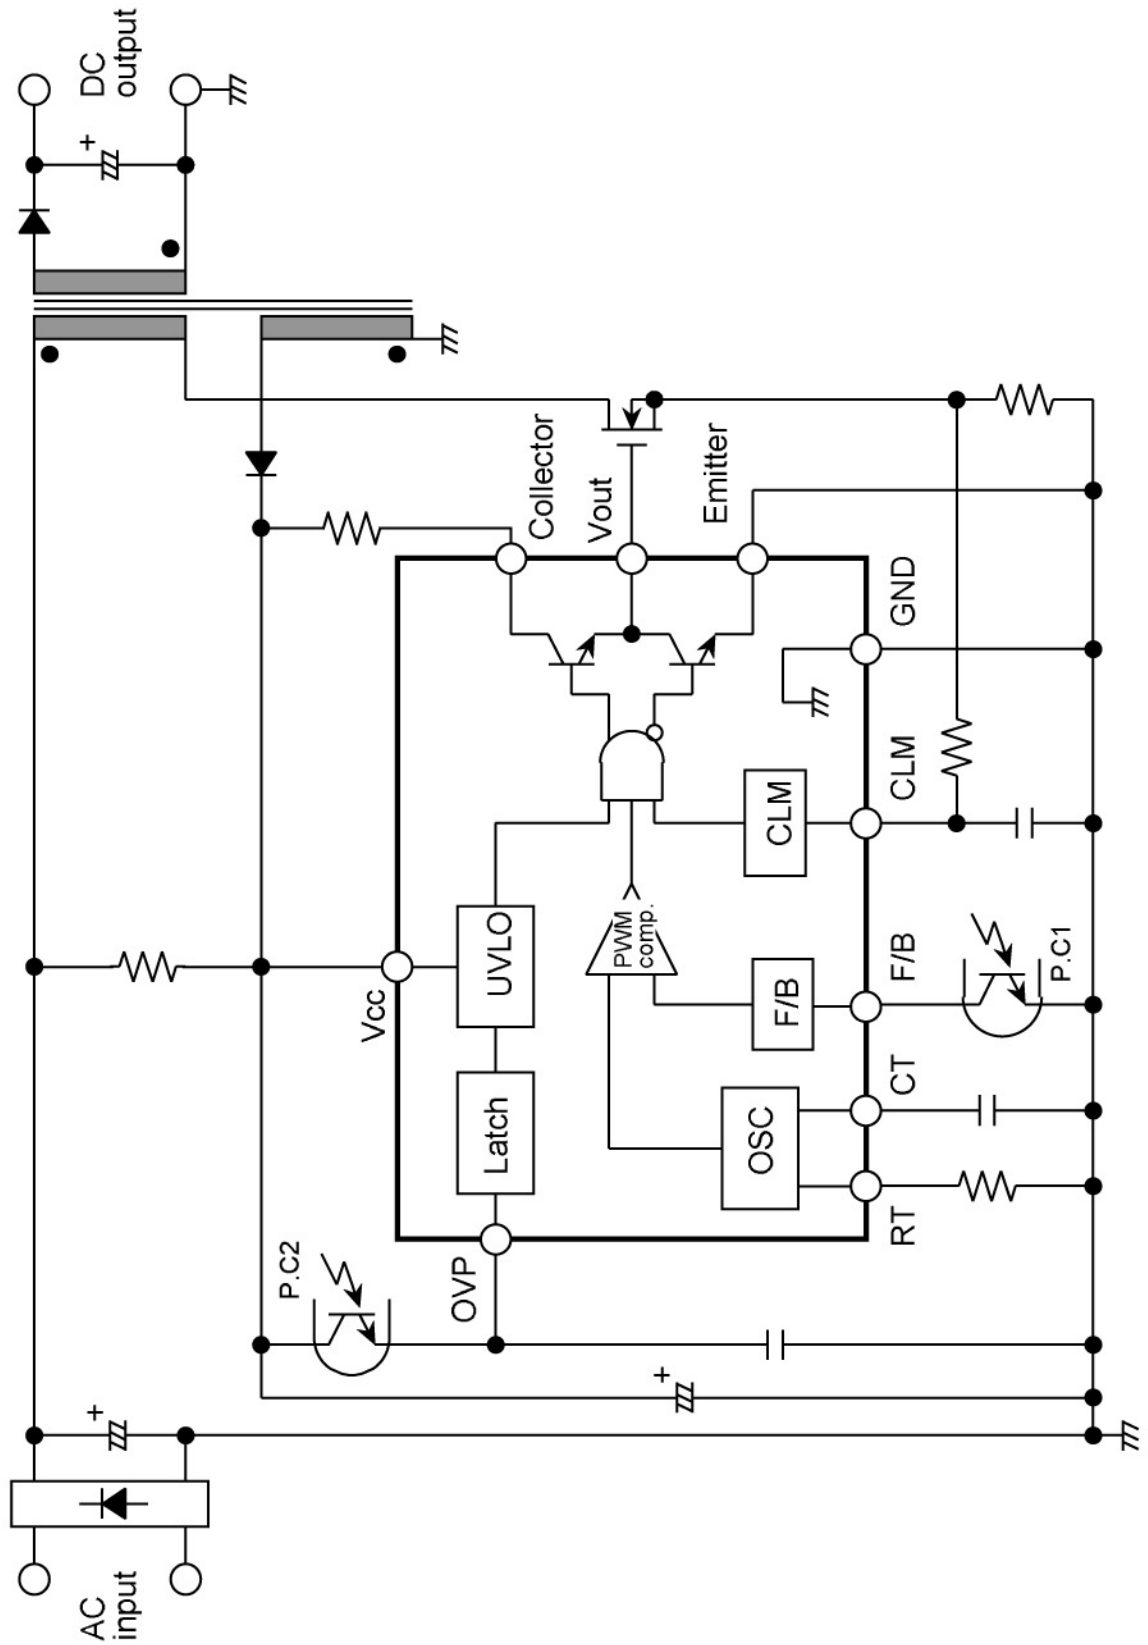 AC
input
DC
output
+
+
+
P.C2
OVP
Vcc
Latch
UVLO
OSC
F/B
PWM
comp.
CLM
Collector
Vout
Emitter
RT
CT
F/B
CLM
GND
P.C1